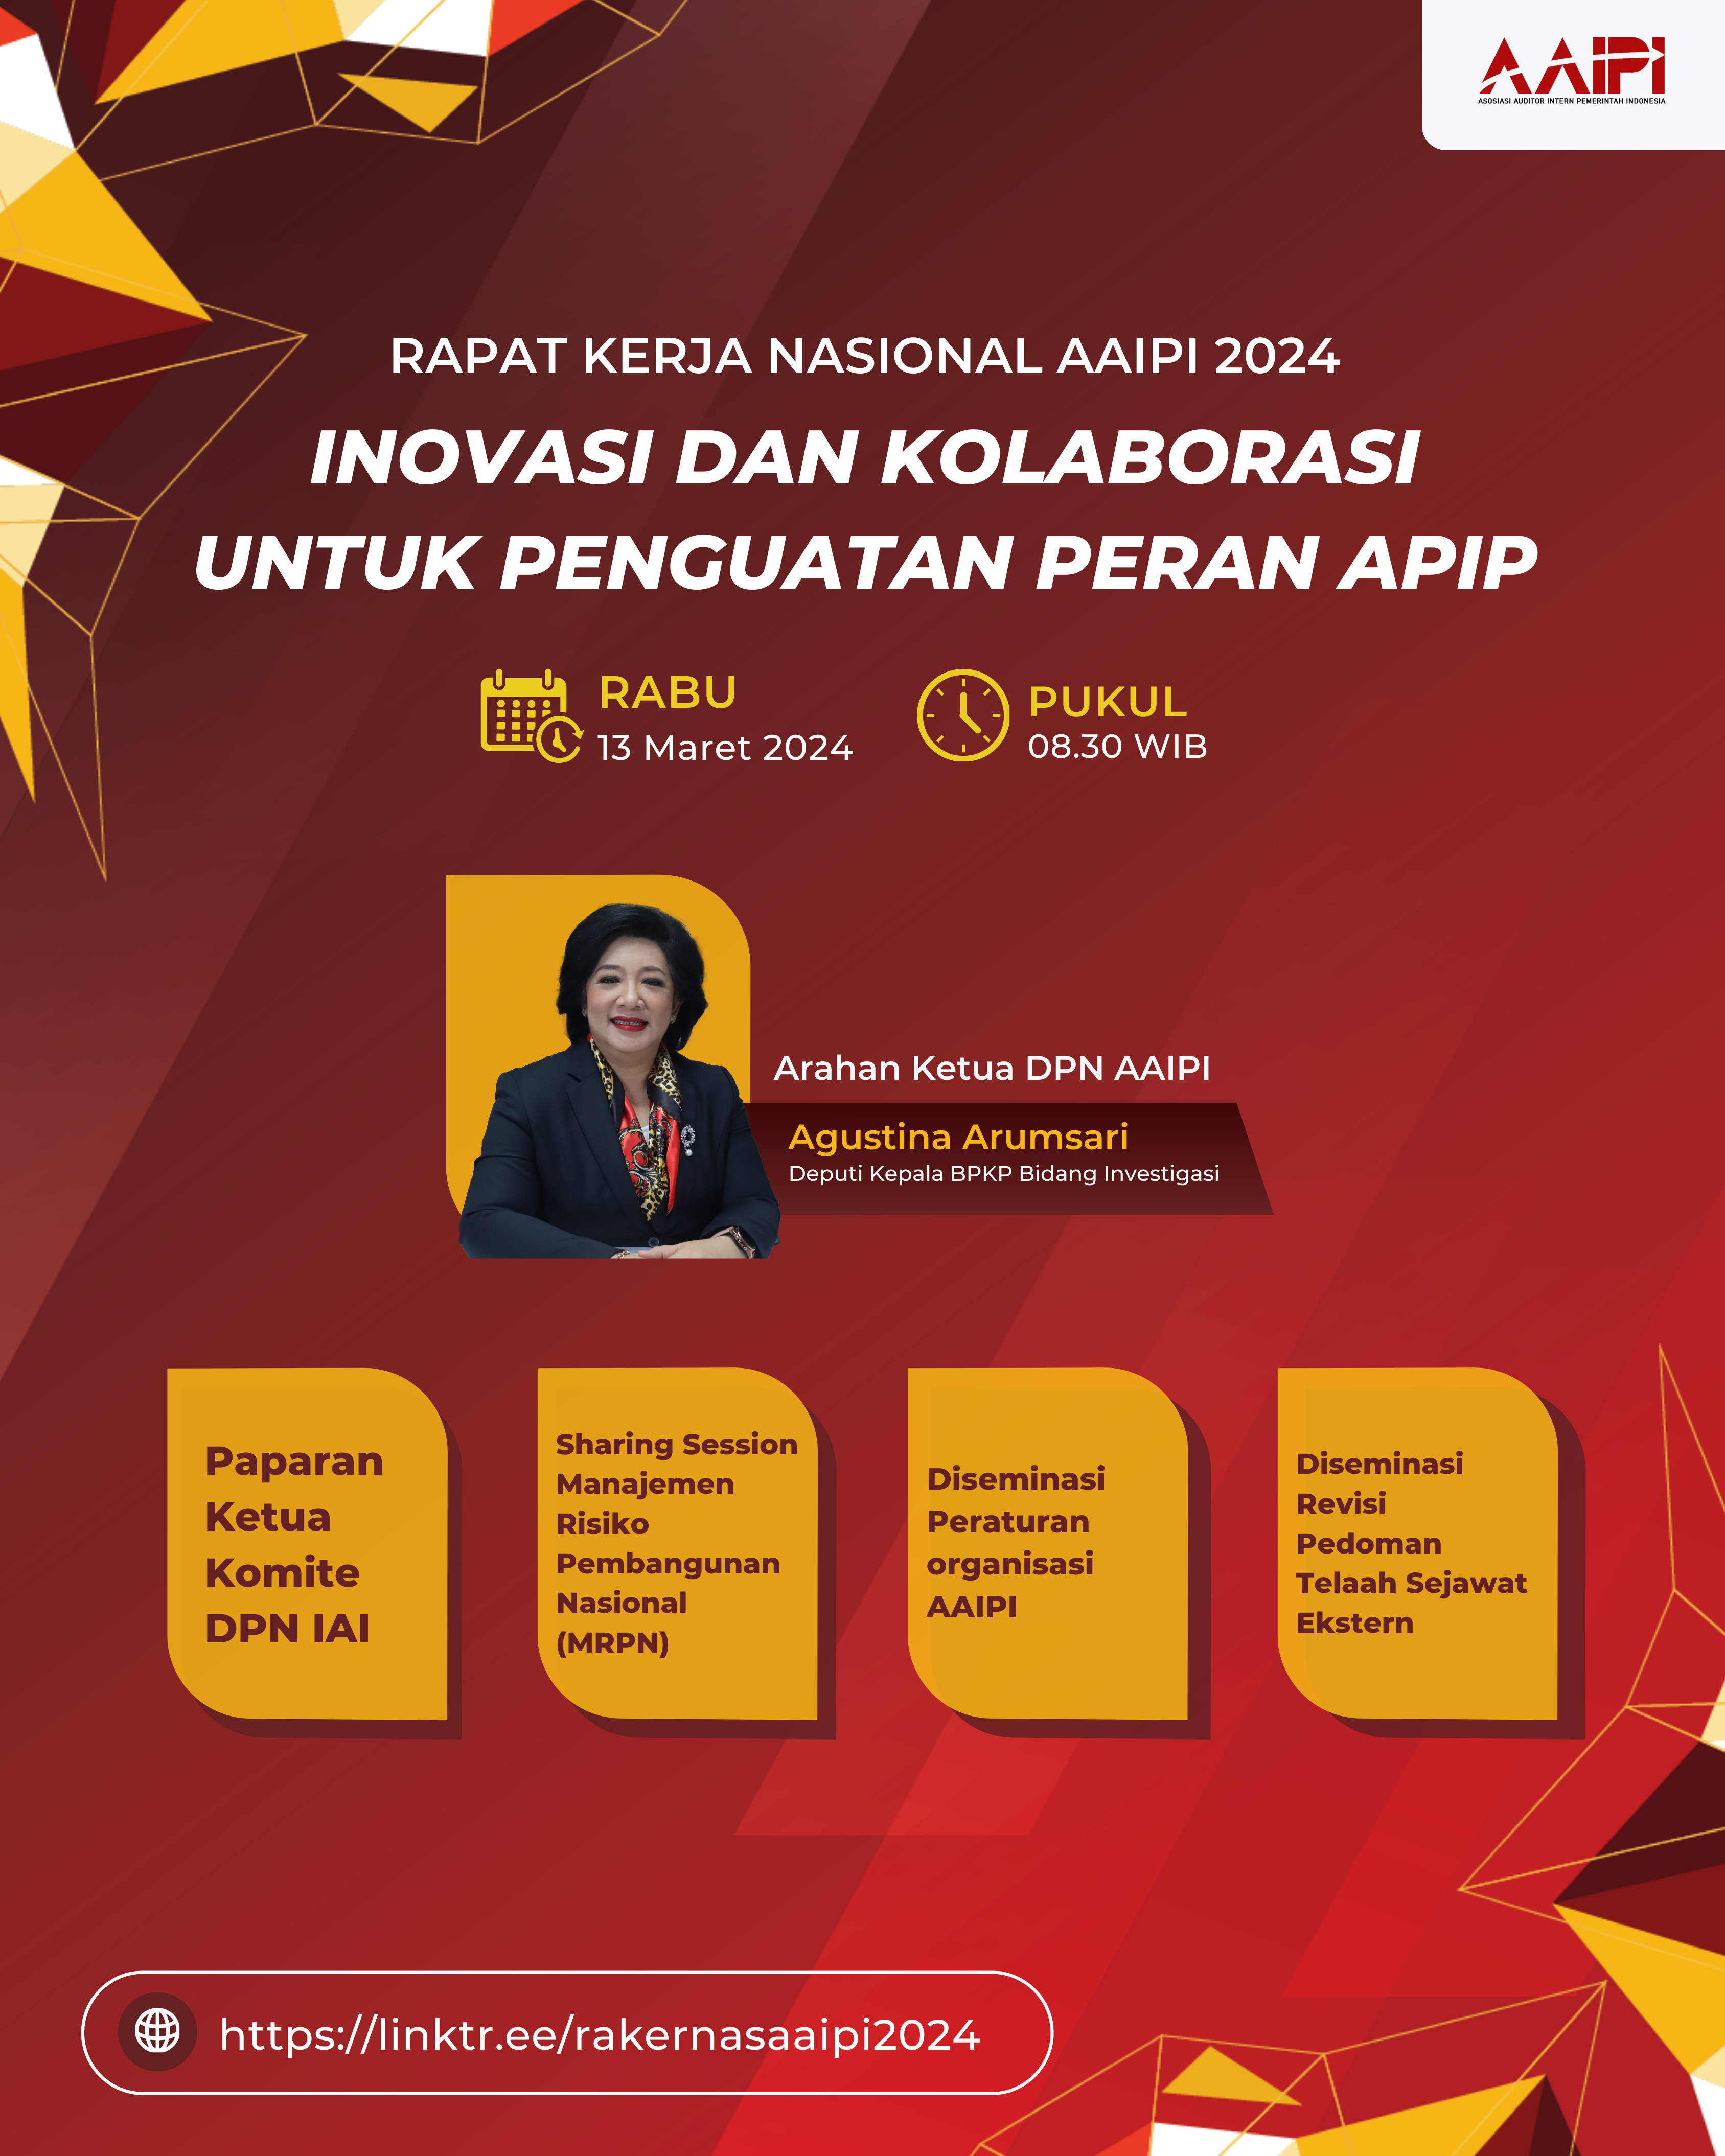 AAIPI
ASOSIASI AUDITOR INTERN PEMERINTAH INDONESIA
RAPAT KERJA NASIONAL AAIPI 2024
INOVASI DAN KOLABORASI
UNTUK PENGUATAN PERAN APIP
RABU
13 Maret 2024
PUKUL
08.30 WIB
Arahan Ketua DPN AAIPI
Agustina Arumsari
Deputi Kepala BPKP Bidang Investigasi
Paparan
Ketua
Komite
DPN IAI
Sharing Session
Manajemen
Risiko
Pembangunan
Nasional
(MRPN)
Diseminasi
Peraturan
organisasi
AAIPI
Diseminasi
Revisi
Pedoman
Telaah Sejawat
Ekstern
https://linktr.ee/rakernasaaipi2024